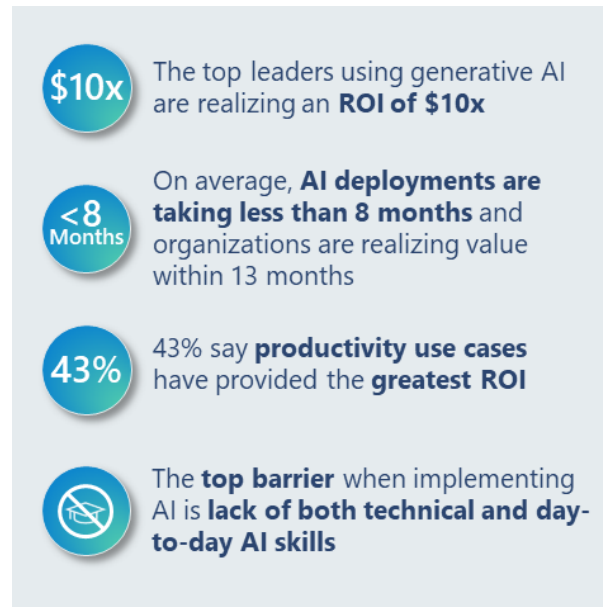 $10x
The top leaders using generative AI
are realizing an ROI of $10x
<8
Months
On average, AI deployments are
taking less than 8 months and
organizations are realizing value
within 13 months
43%
43% say productivity use cases
have provided the greatest ROI
The top barrier when implementing
AI is lack of both technical and day-
to-day AI skills